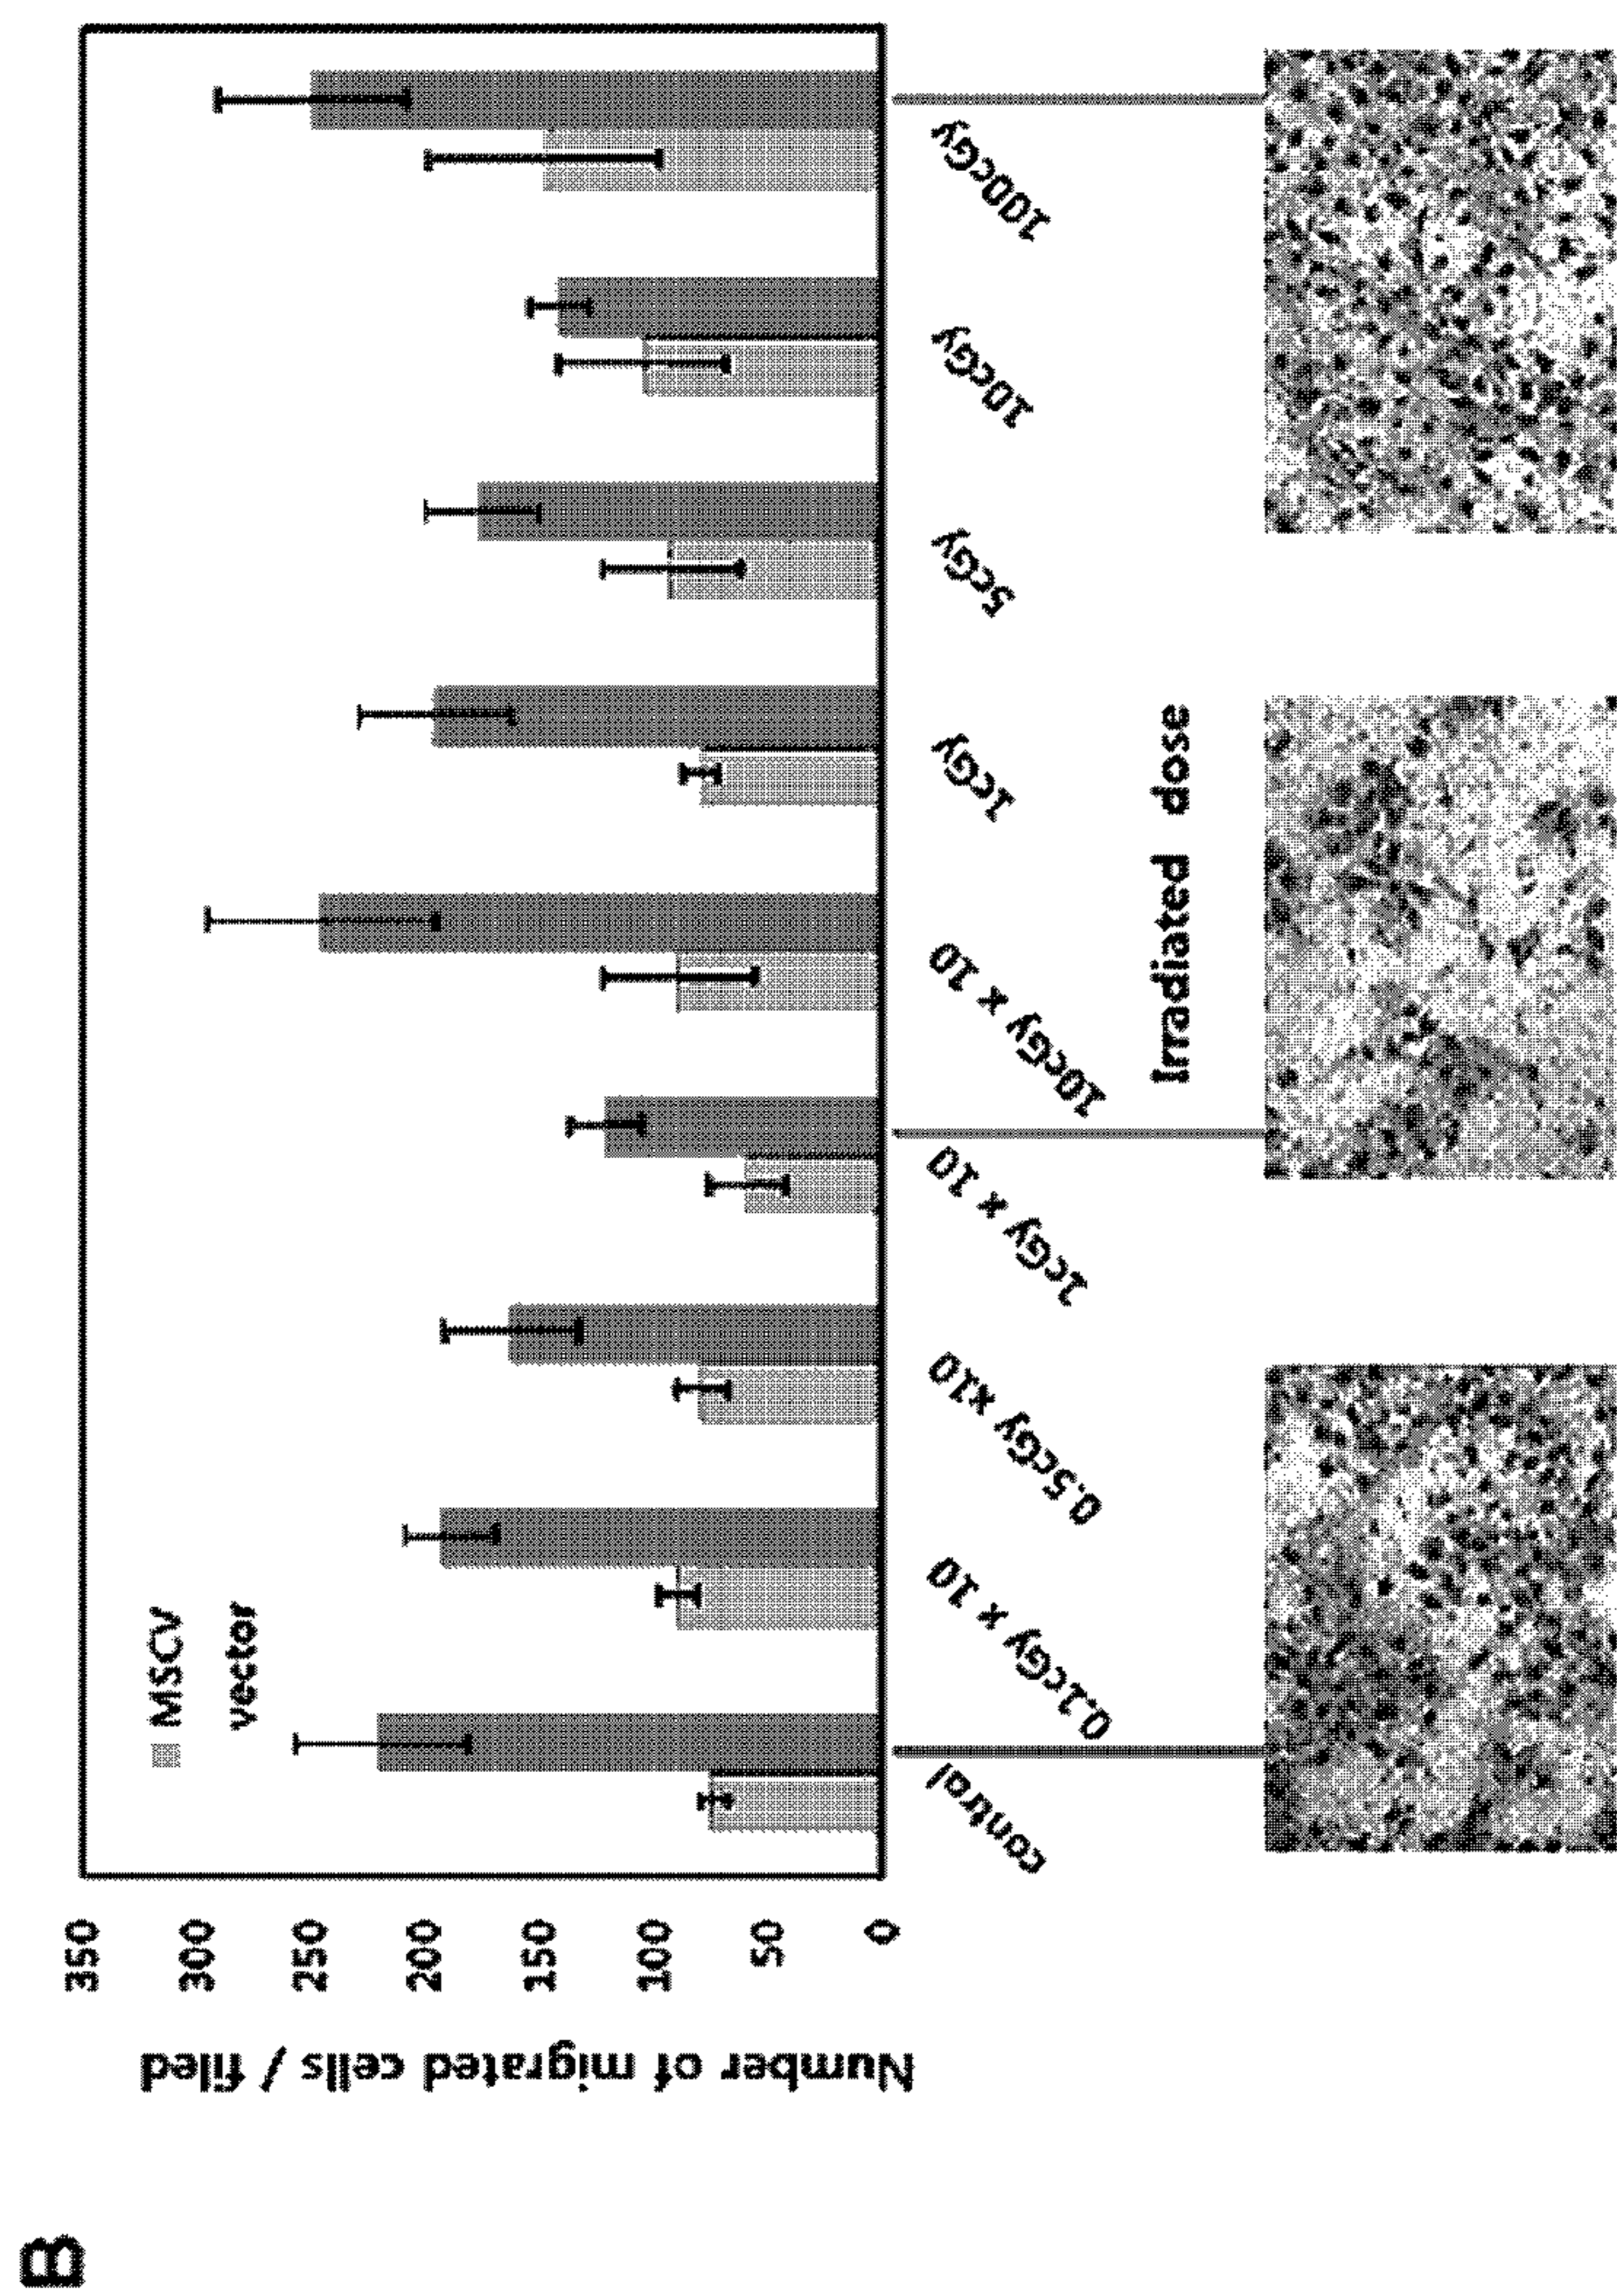 B
Number of migrated cells / filed
350
300
250
200
150
100
50
0
MSCV
vector
control
0.1cGy x 10
0.5cGy x10
1cGy x 10
10cGy x 10
1cGy
5cGy
10cGy
100cGy
Irradiated dose